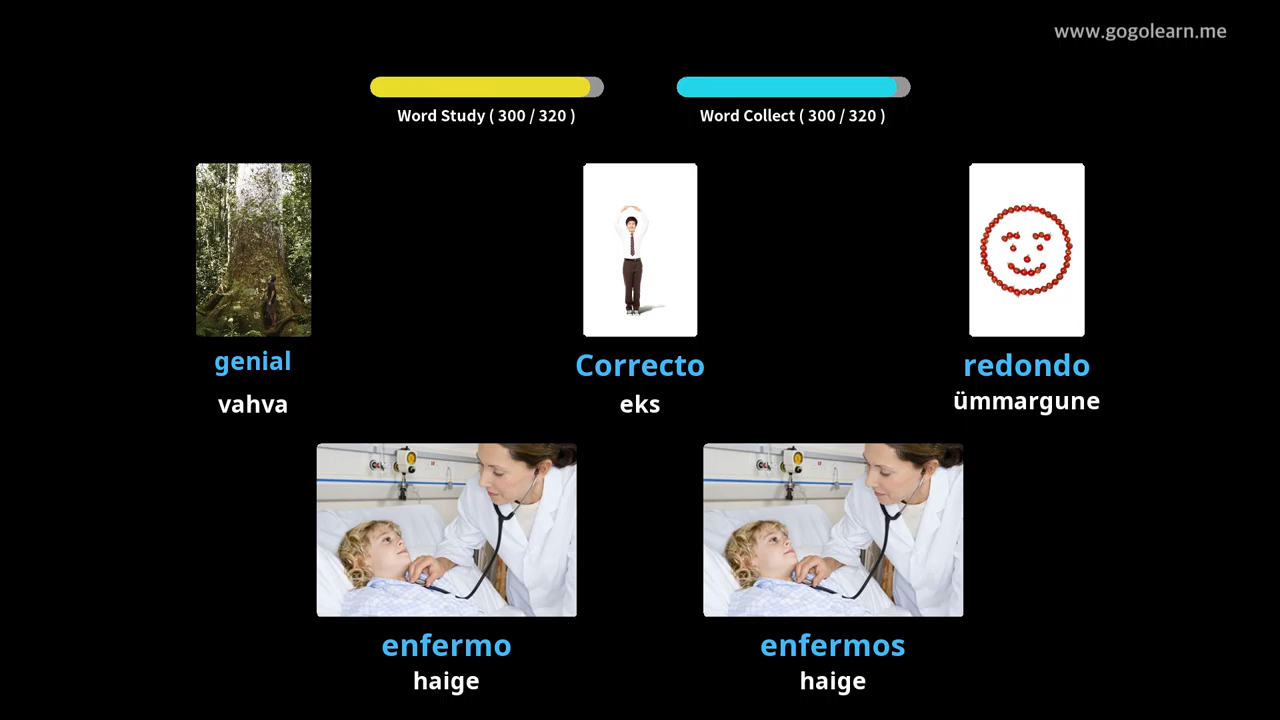 www.gogolearn.me
Word Study ( 300 / 320 )
Word Collect ( 300 / 320 )
genial
vahva
Correcto
eks
redondo
ümmargune
enfermo
haige
enfermos
haige